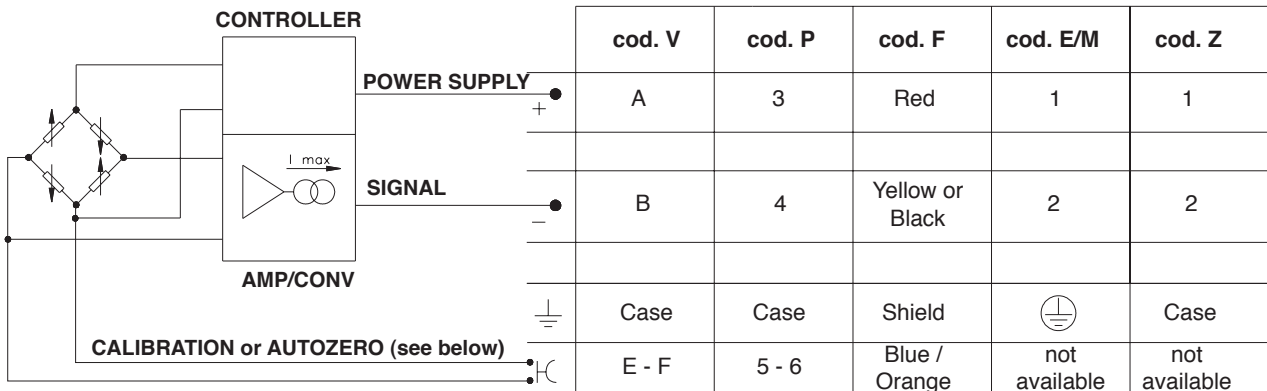 CONTROLLER
cod. V cod. P cod. F cod. E/M cod. Z
POWER SUPPLY + A 3 Red 1 1
I max
SIGNAL − B 4 Yellow or Black 2 2
AMP/CONV
Case Case Shield Case
CALIBRATION or AUTOZERO (see below) E - F 5 - 6 Blue / Orange not available not available